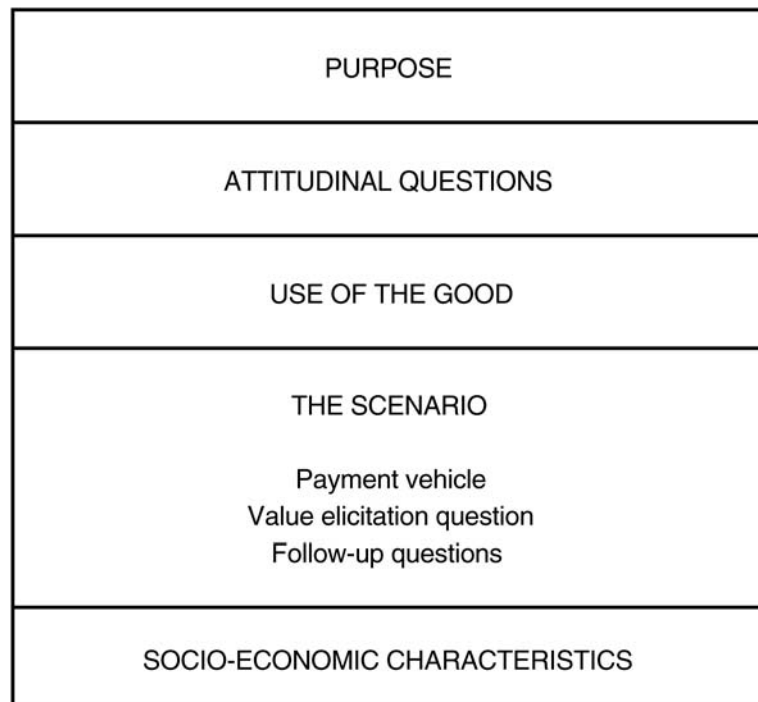 PURPOSE
ATTITUDINAL QUESTIONS
USE OF THE GOOD
THE SCENARIO
Payment vehicle
Value elicitation question
Follow-up questions
SOCIO-ECONOMIC CHARACTERISTICS